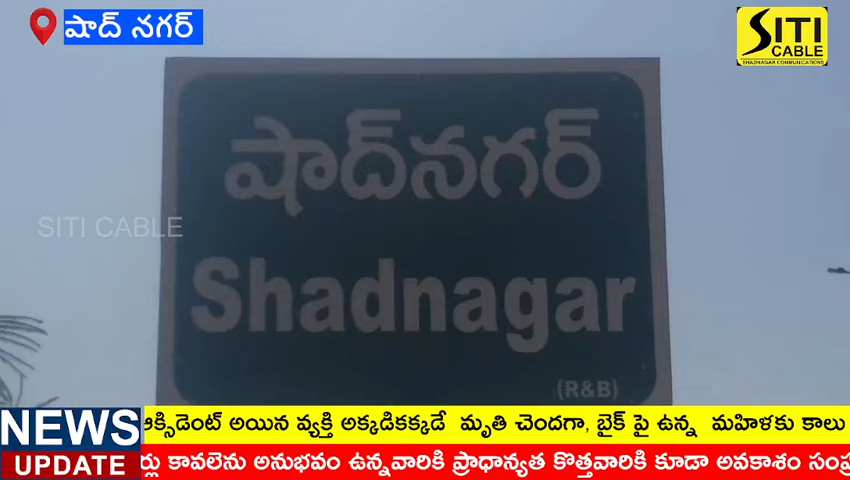 షాద్ నగర్
SITI
CABLE
SHADNAGAR COMMUNICATIONS
షాద్‌నగర్
SITI CABLE
Shadnagar
(R&B)
NEWS
UPDATE
ఆక్సిడెంట్ అయిన వ్యక్తి అక్కడికక్కడే మృతి చెందగా, బైక్ పై ఉన్న మహిళకు కాలు
కావలెను అనుభవం ఉన్నవారికి ప్రాధాన్యత కొత్తవారికి కూడా అవకాశం